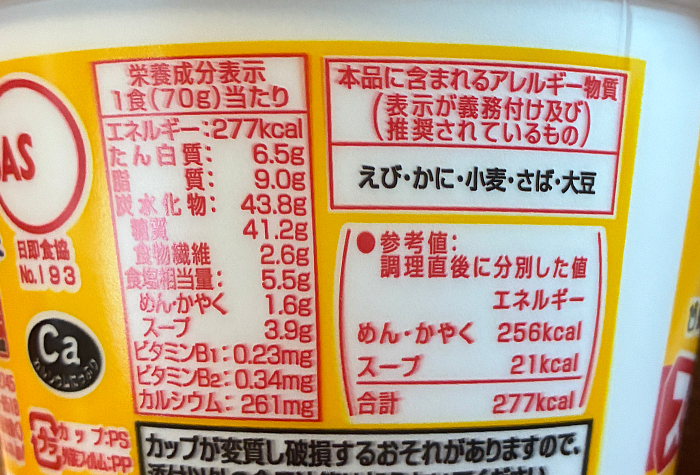 栄養成分表示
1食(70g)当たり
エネルギー:277kcal
たん白質: 6.5g
脂質: 9.0g
炭水化物: 43.8g
糖質 41.2g
食物繊維 2.6g
食塩相当量: 5.5g
めん・かやく 1.6g
スープ 3.9g
ビタミンB1:0.23mg
ビタミンB2:0.34mg
カルシウム: 261mg
本品に含まれるアレルギー物質
(表示が義務付け及び
推奨されているもの)
えび・かに・小麦・さば・大豆
●参考値:
調理直後に分別した値
エネルギー
めん・かやく 256kcal
スープ 21kcal
合計 277kcal
JAS
日即食協
No.193
Ca
カップ:PS
外装フィルム:PP
カップが変質し破損するおそれがありますので、